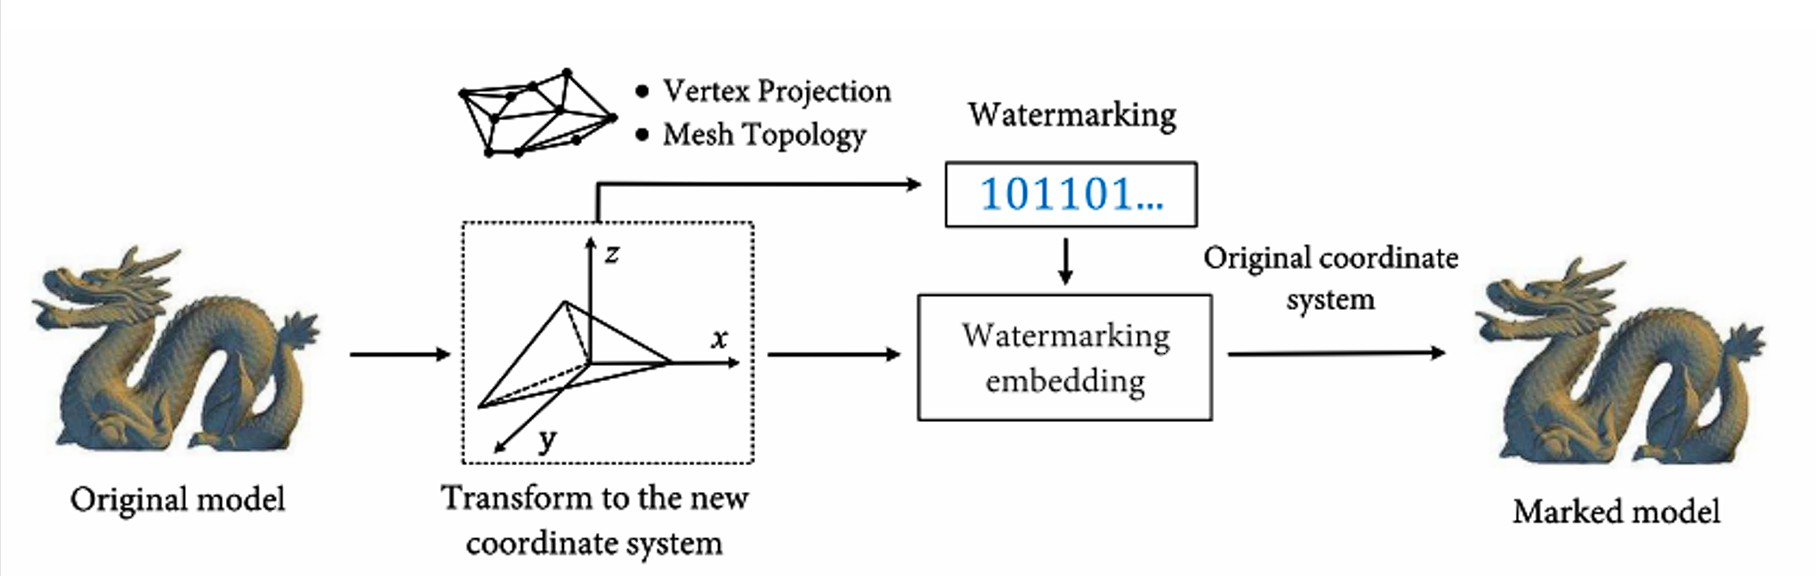 • Vertex Projection
• Mesh Topology
Watermarking
101101...
z
x
y
Original coordinate
system
Watermarking
embedding
Original model
Transform to the new
coordinate system
Marked model